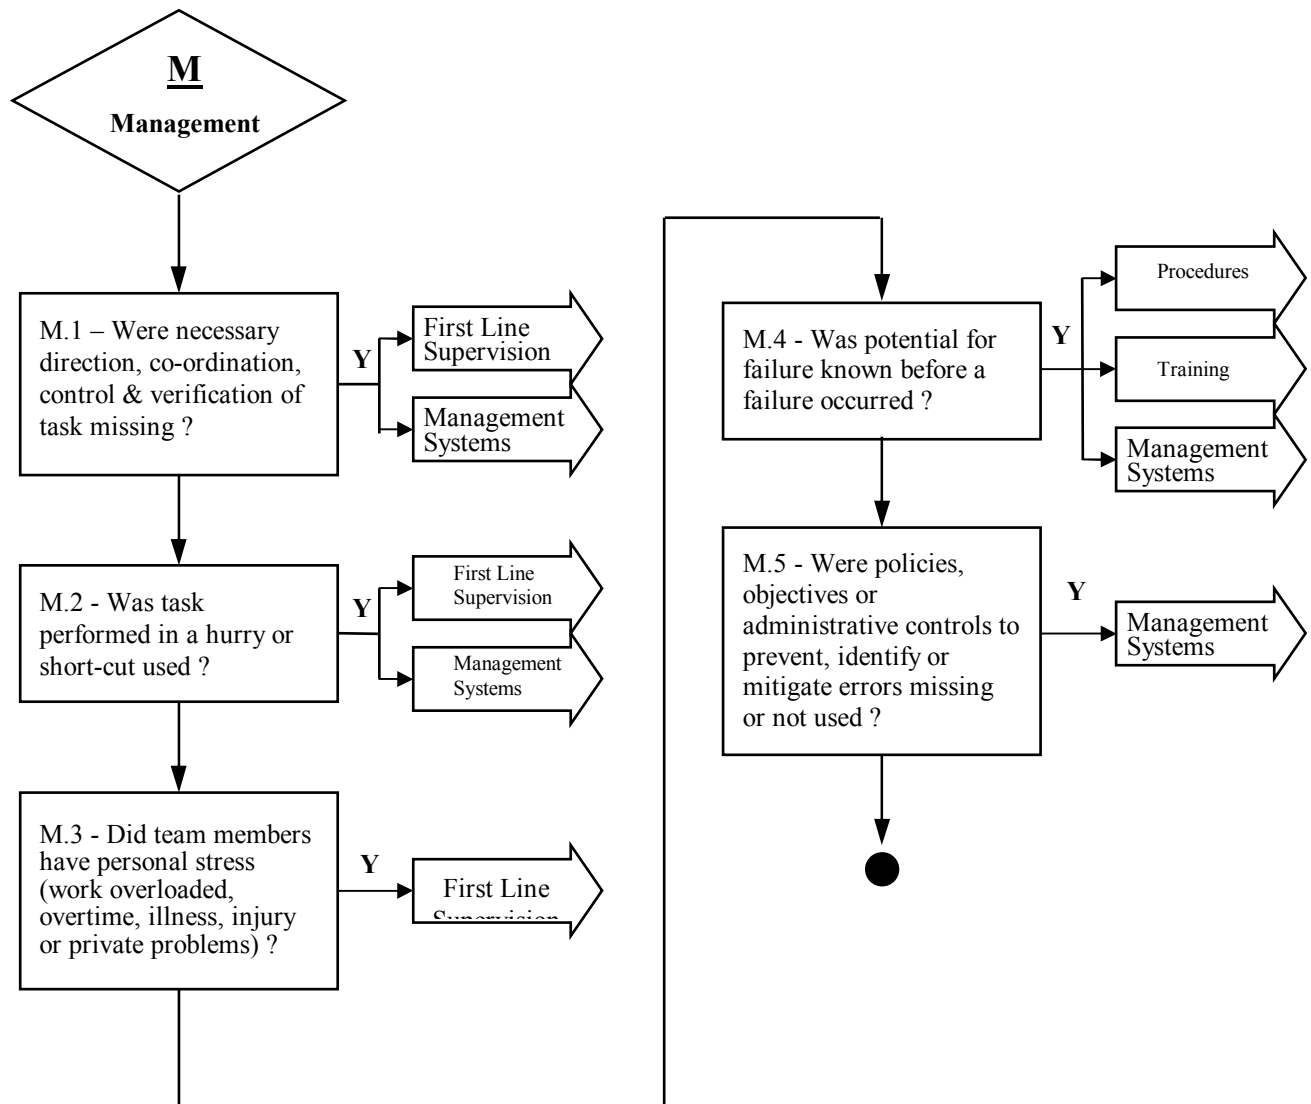 M
Management
M.1 – Were necessary
direction, co-ordination,
control & verification of
task missing ?
Y
First Line
Supervision
Management
Systems
M.2 - Was task
performed in a hurry or
short-cut used ?
Y
First Line
Supervision
Management
Systems
M.3 - Did team members
have personal stress
(work overloaded,
overtime, illness, injury
or private problems) ?
Y
First Line
Supervision
M.4 - Was potential for
failure known before a
failure occurred ?
Y
Procedures
Training
Management
Systems
M.5 - Were policies,
objectives or
administrative controls to
prevent, identify or
mitigate errors missing
or not used ?
Y
Management
Systems